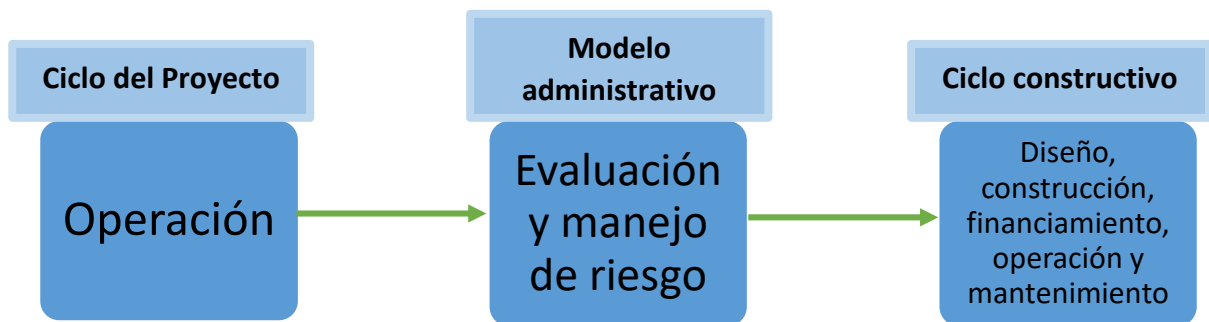 Ciclo del Proyecto
Operación
Modelo
administrativo
Evaluación
y manejo
de riesgo
Ciclo constructivo
Diseño,
construcción,
financiamiento,
operación y
mantenimiento